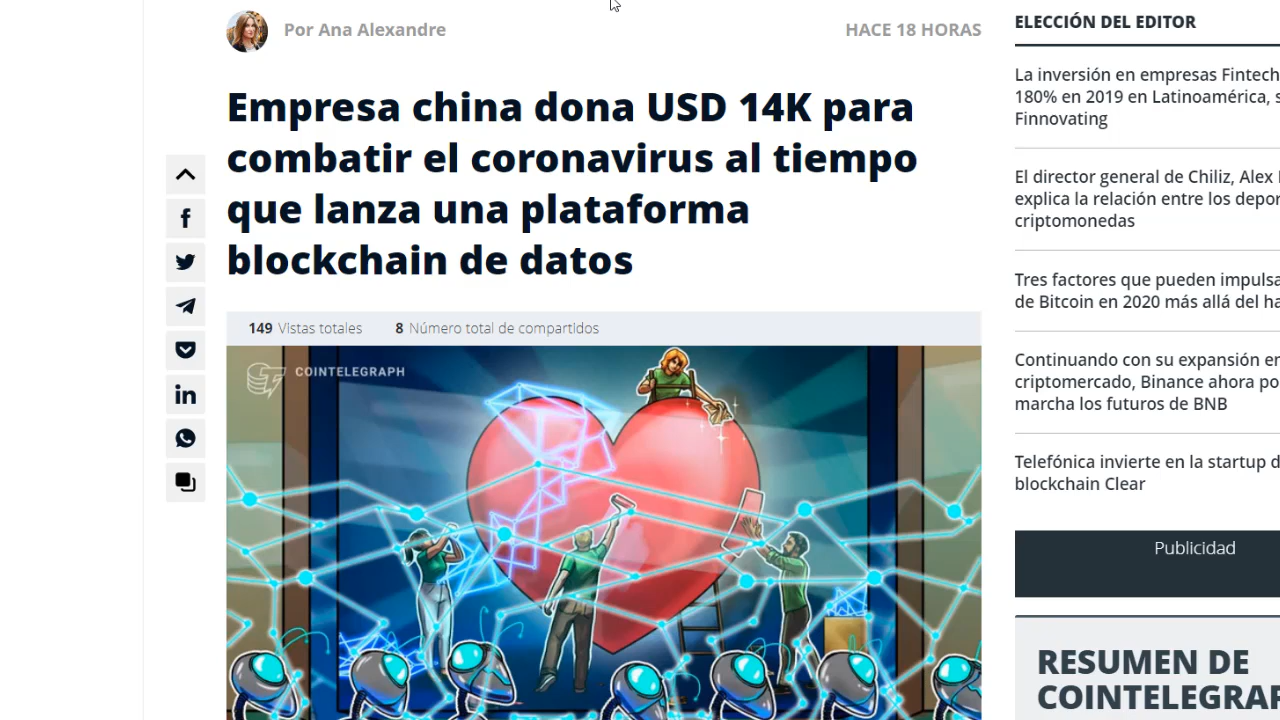 Por Ana Alexandre
HACE 18 HORAS
Empresa china dona USD 14K para
combatir el coronavirus al tiempo
que lanza una plataforma
blockchain de datos
149 Vistas totales 8 Número total de compartidos
COINTELEGRAPH
ELECCIÓN DEL EDITOR
La inversión en empresas Fintech
180% en 2019 en Latinoamérica, s
Finnovating
El director general de Chiliz, Alex
explica la relación entre los depor
criptomonedas
Tres factores que pueden impulsa
de Bitcoin en 2020 más allá del ha
Continuando con su expansión en
criptomercado, Binance ahora po
marcha los futuros de BNB
Telefónica invierte en la startup d
blockchain Clear
Publicidad
RESUMEN DE
COINTELEGRAP